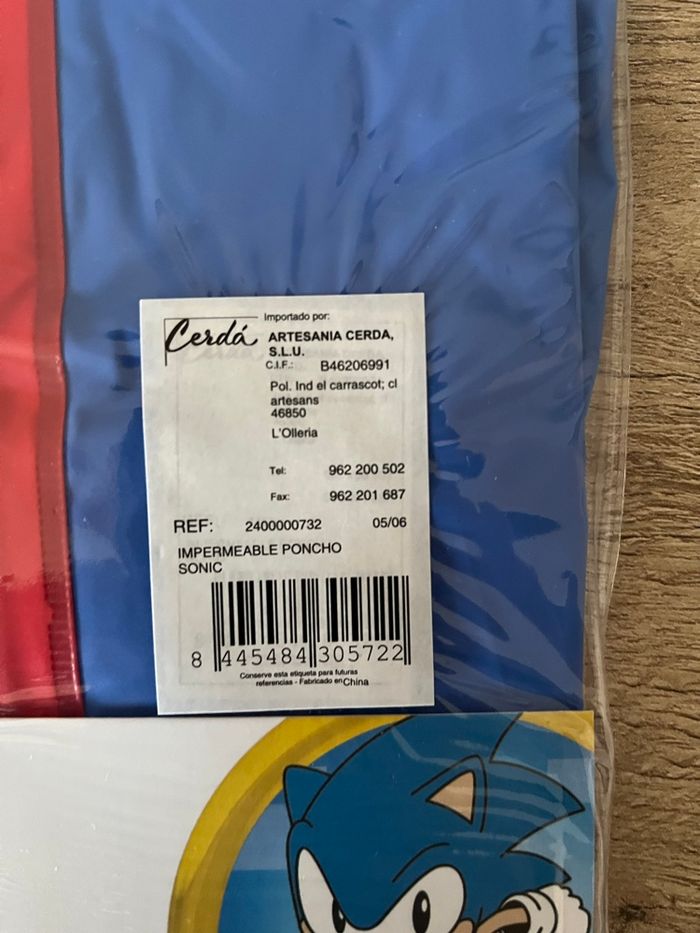 Importado por:
Cerdá
ARTESANIA CERDA,
S.L.U.
C.I.F.: B46206991
Pol. Ind el carrascot; cl
artesans
46850
L'Olleria
Tel: 962 200 502
Fax: 962 201 687
REF: 2400000732 05/06
IMPERMEABLE PONCHO
SONIC
8 445484 305722
Conserve esta etiqueta para futuras
referencias - Fabricado en China